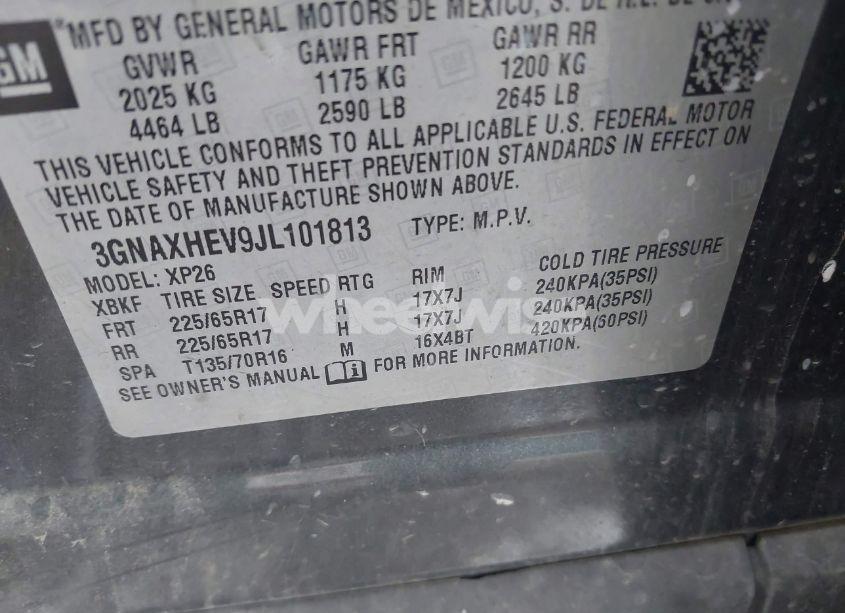 GM
*MFD BY GENERAL MOTORS DE MEXICO, S. DE R.L. DE
GVWR GAWR FRT GAWR RR
2025 KG 1175 KG 1200 KG
4464 LB 2590 LB 2645 LB
THIS VEHICLE CONFORMS TO ALL APPLICABLE U.S. FEDERAL MOTOR
VEHICLE SAFETY AND THEFT PREVENTION STANDARDS IN EFFECT ON
THE DATE OF MANUFACTURE SHOWN ABOVE.
3GNAXHEV9JL101813 TYPE: M.P.V.
MODEL: XP26
XBKF TIRE SIZE SPEED RTG RIM COLD TIRE PRESSURE
FRT 225/65R17 H 17X7J 240KPA(35PSI)
RR 225/65R17 H 17X7J 240KPA(35PSI)
SPA T135/70R16 M 16X4BT 420KPA(60PSI)
SEE OWNER'S MANUAL FOR MORE INFORMATION.
wheelwise